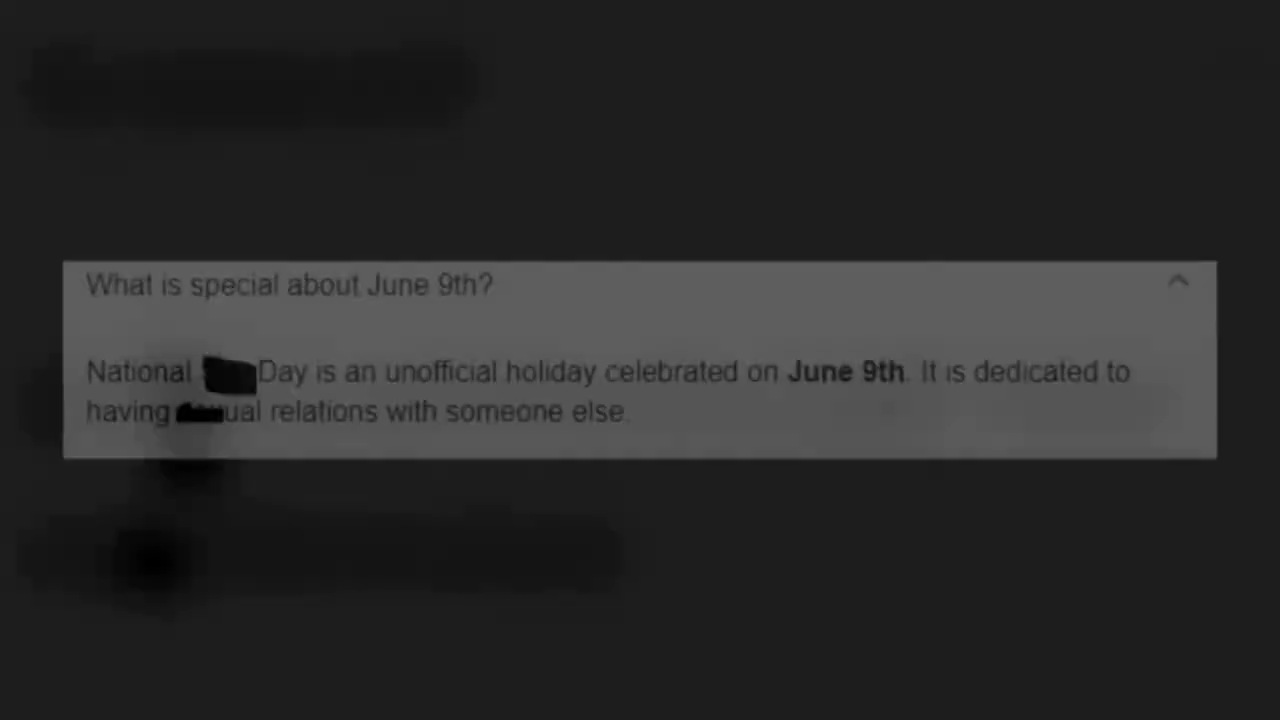 What is special about June 9th?
National Day is an unofficial holiday celebrated on June 9th. It is dedicated to
having relations with someone else.